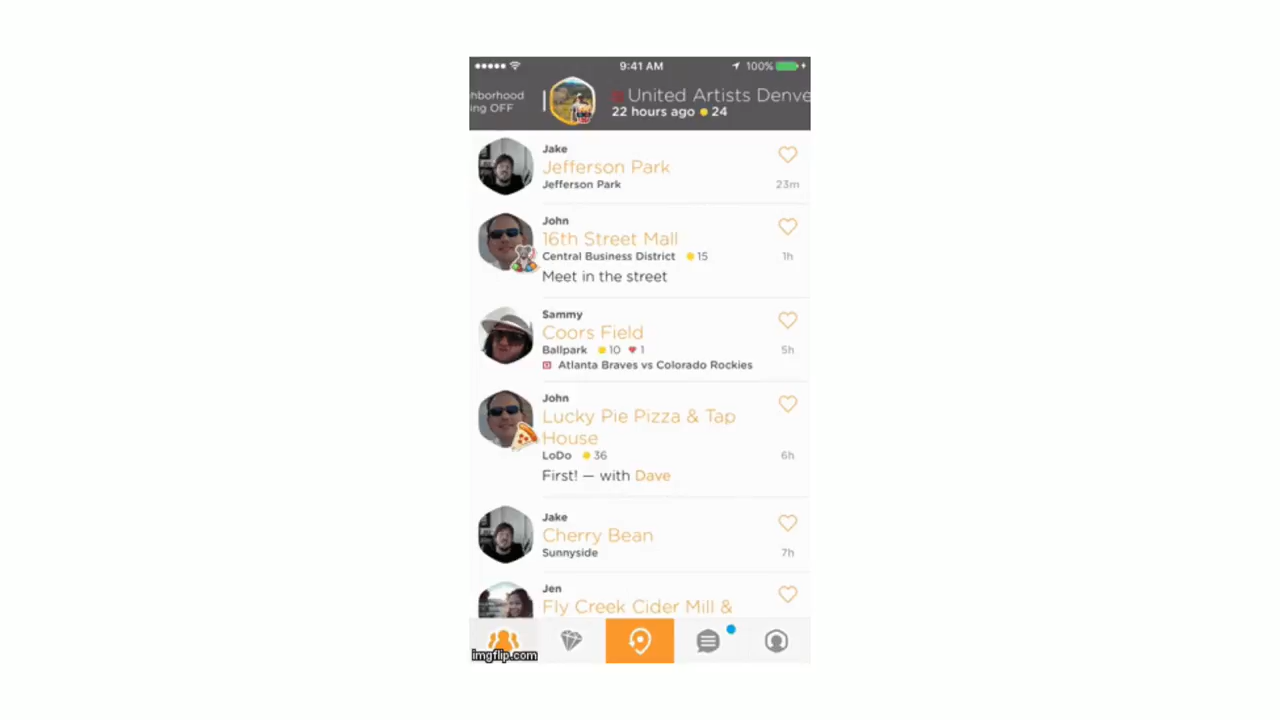 9:41 AM
100%
hborhood
ing OFF
United Artists Denve
22 hours ago 24
Jake
Jefferson Park
Jefferson Park
23m
John
16th Street Mall
Central Business District 15
1h
Meet in the street
Sammy
Coors Field
Ballpark 10 1
5h
Atlanta Braves vs Colorado Rockies
John
Lucky Pie Pizza & Tap
House
LoDo 36
6h
First! — with Dave
Jake
Cherry Bean
Sunnyside
7h
Jen
Fly Creek Cider Mill &
imgflip.com